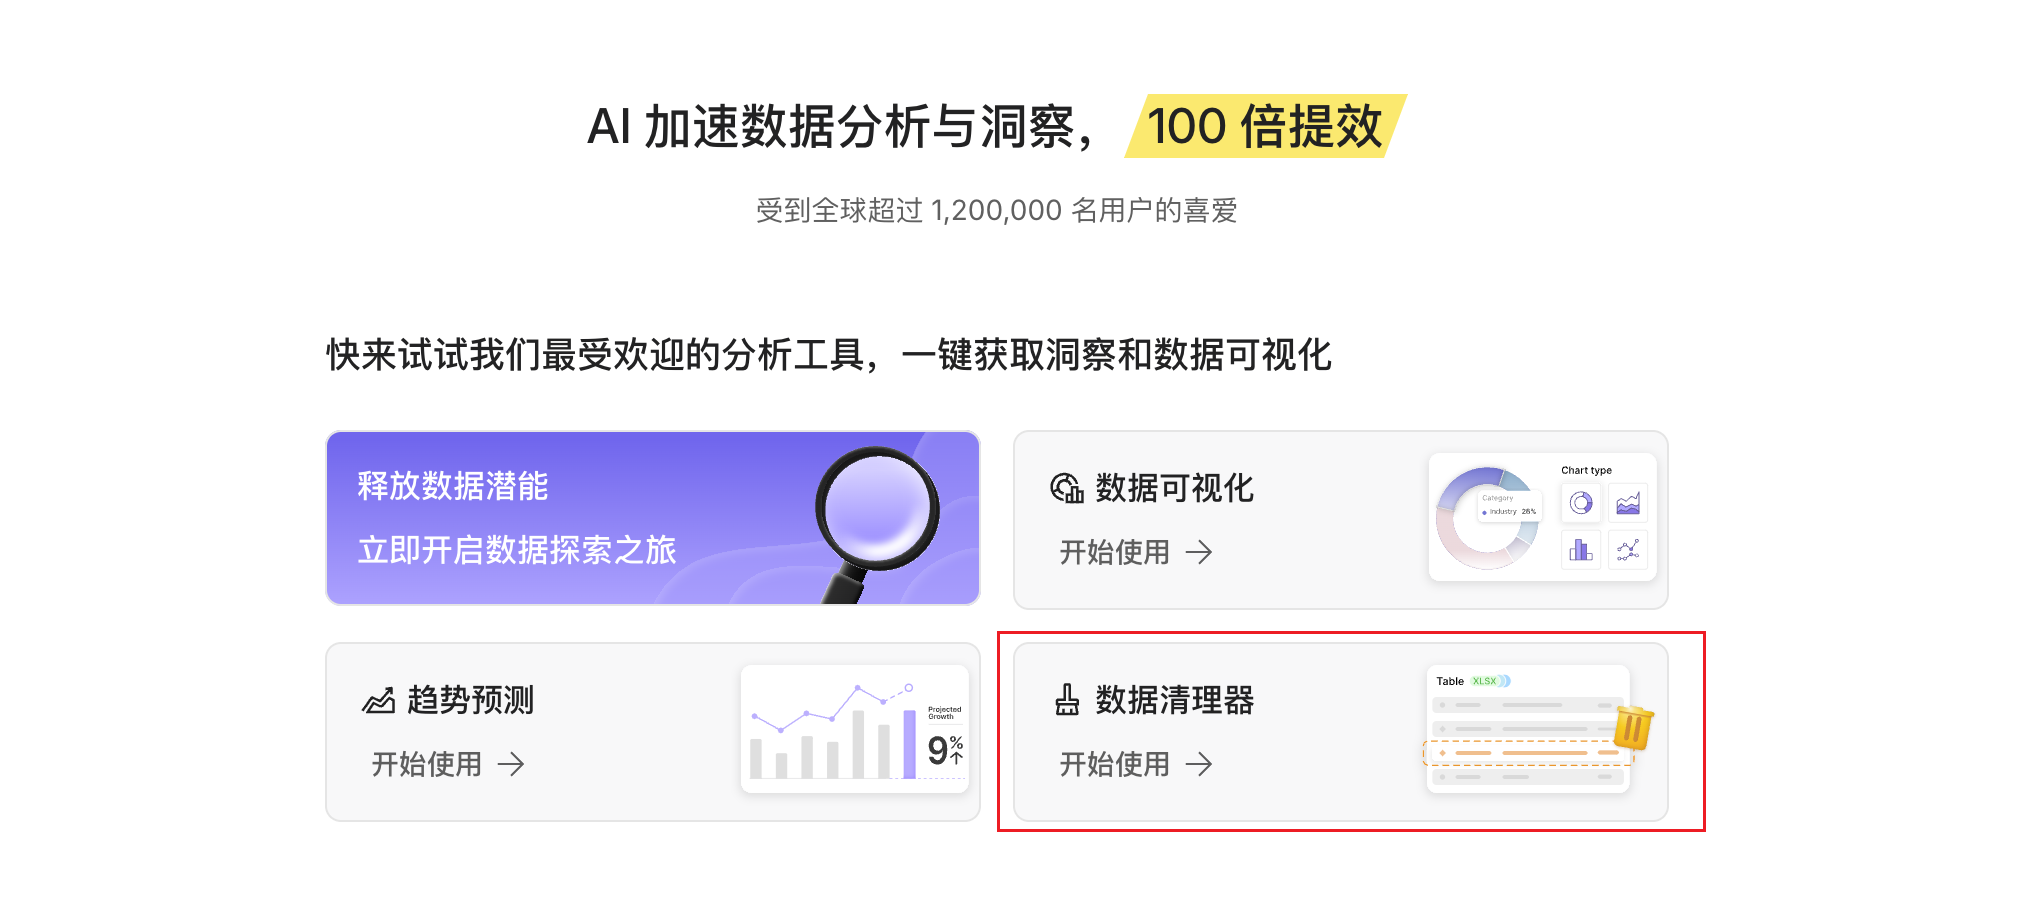 AI 加速数据分析与洞察， 100 倍提效
受到全球超过 1,200,000 名用户的喜爱
快来试试我们最受欢迎的分析工具，一键获取洞察和数据可视化
释放数据潜能
立即开启数据探索之旅
数据可视化
开始使用 →
Chart type
Category
Industry 26%
趋势预测
开始使用 →
Projected
Growth
9%↑
数据清理器
开始使用 →
Table XLSX